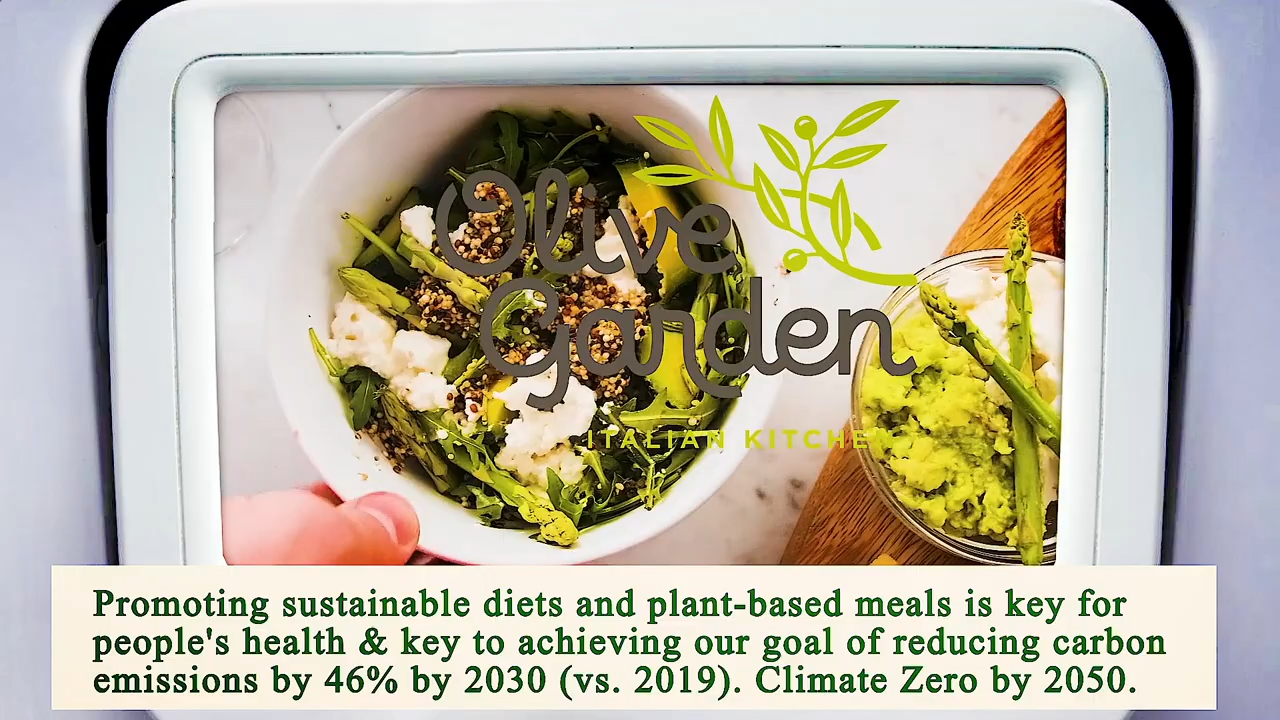 Olive
Garden
ITALIAN KITCHEN
Promoting sustainable diets and plant-based meals is key for
people's health & key to achieving our goal of reducing carbon
emissions by 46% by 2030 (vs. 2019). Climate Zero by 2050.